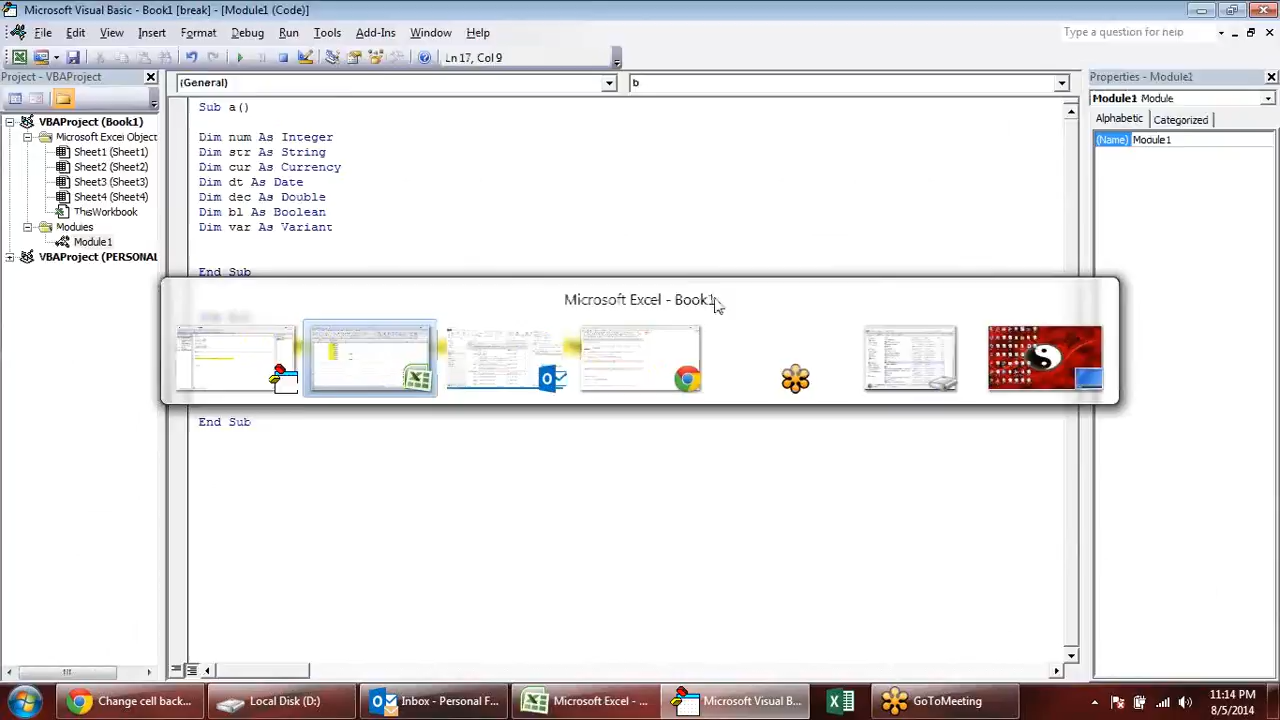 Microsoft Visual Basic - Book1 [break] - [Module1 (Code)]
File Edit View Insert Format Debug Run Tools Add-Ins Window Help
Type a question for help
Ln 17, Col 9
Project - VBAProject
(General)
b
Properties - Module1
Module1 Module
Alphabetic Categorized
(Name) Module1
VBAProject (Book1)
Microsoft Excel Object
Sheet1 (Sheet1)
Sheet2 (Sheet2)
Sheet3 (Sheet3)
Sheet4 (Sheet4)
ThisWorkbook
Modules
Module1
VBAProject (PERSONAL
Sub a()
Dim num As Integer
Dim str As String
Dim cur As Currency
Dim dt As Date
Dim dec As Double
Dim bl As Boolean
Dim var As Variant
End Sub
Microsoft Excel - Book1
End Sub
Change cell back...
Local Disk (D:)
Inbox - Personal F...
Microsoft Excel - ...
Microsoft Visual B...
GoToMeeting
11:14 PM
8/5/2014